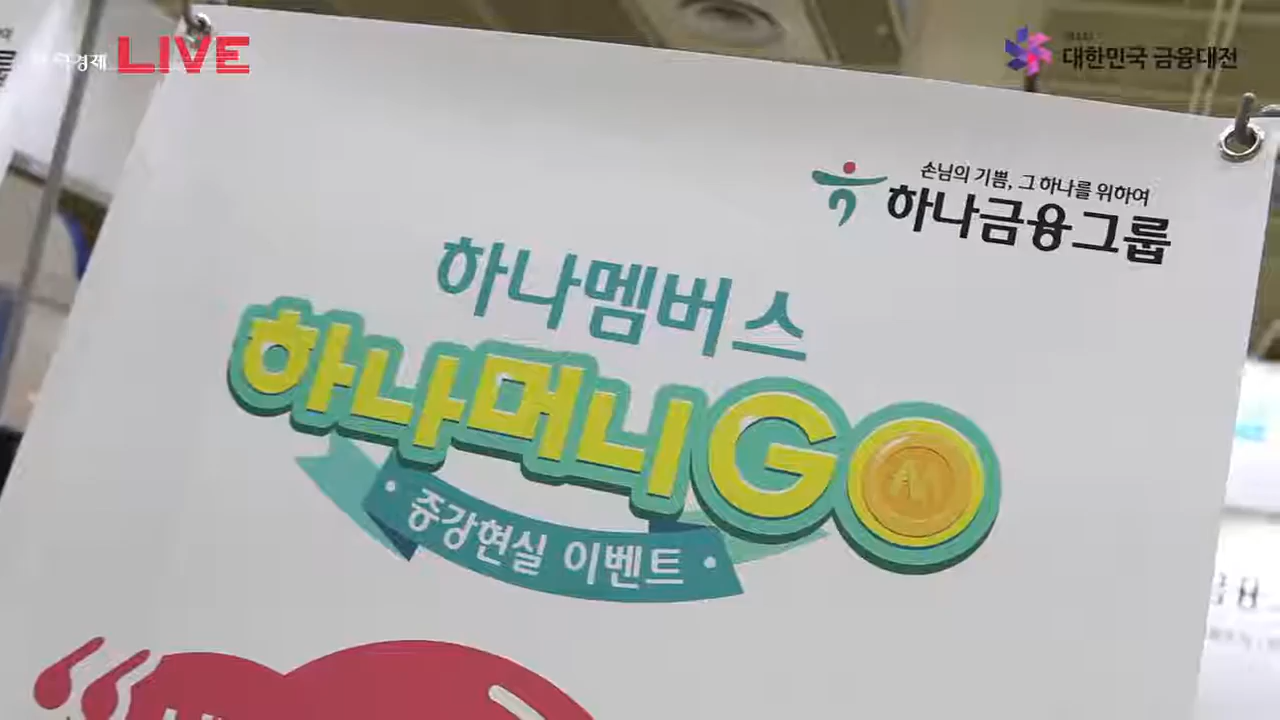 경제 LIVE
대한민국 금융대전
손님의 기쁨, 그 하나를 위하여
하나금융그룹
하나멤버스
하나머니GO
증강현실 이벤트